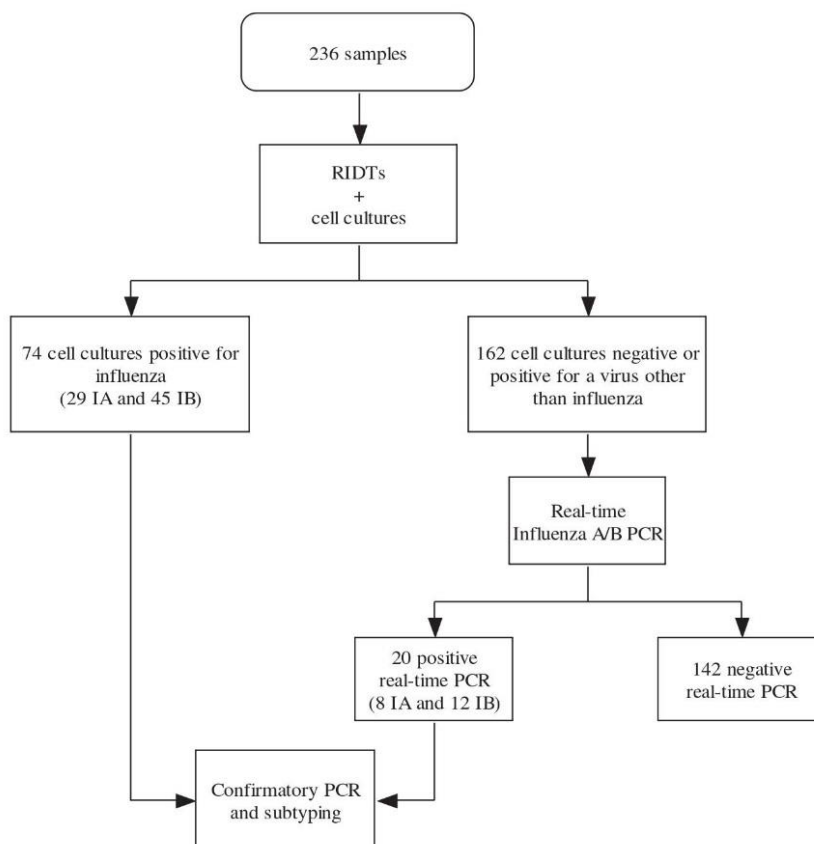 236 samples
RIDTs
+
cell cultures
74 cell cultures positive for
influenza
(29 IA and 45 IB)
162 cell cultures negative or
positive for a virus other
than influenza
Real-time
Influenza A/B PCR
20 positive
real-time PCR
(8 IA and 12 IB)
142 negative
real-time PCR
Confirmatory PCR
and subtyping